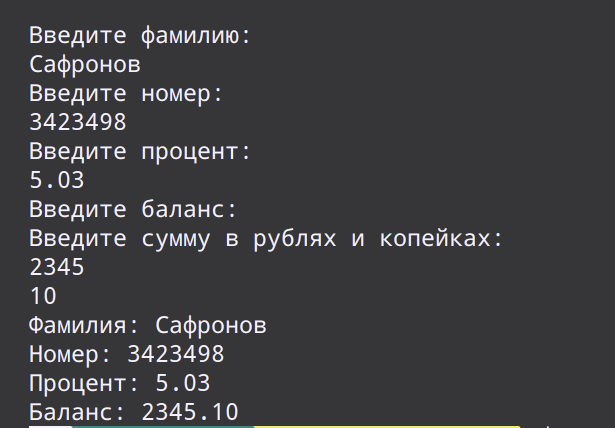 Введите фамилию:
Сафронов
Введите номер:
3423498
Введите процент:
5.03
Введите баланс:
Введите сумму в рублях и копейках:
2345
10
Фамилия: Сафронов
Номер: 3423498
Процент: 5.03
Баланс: 2345.10